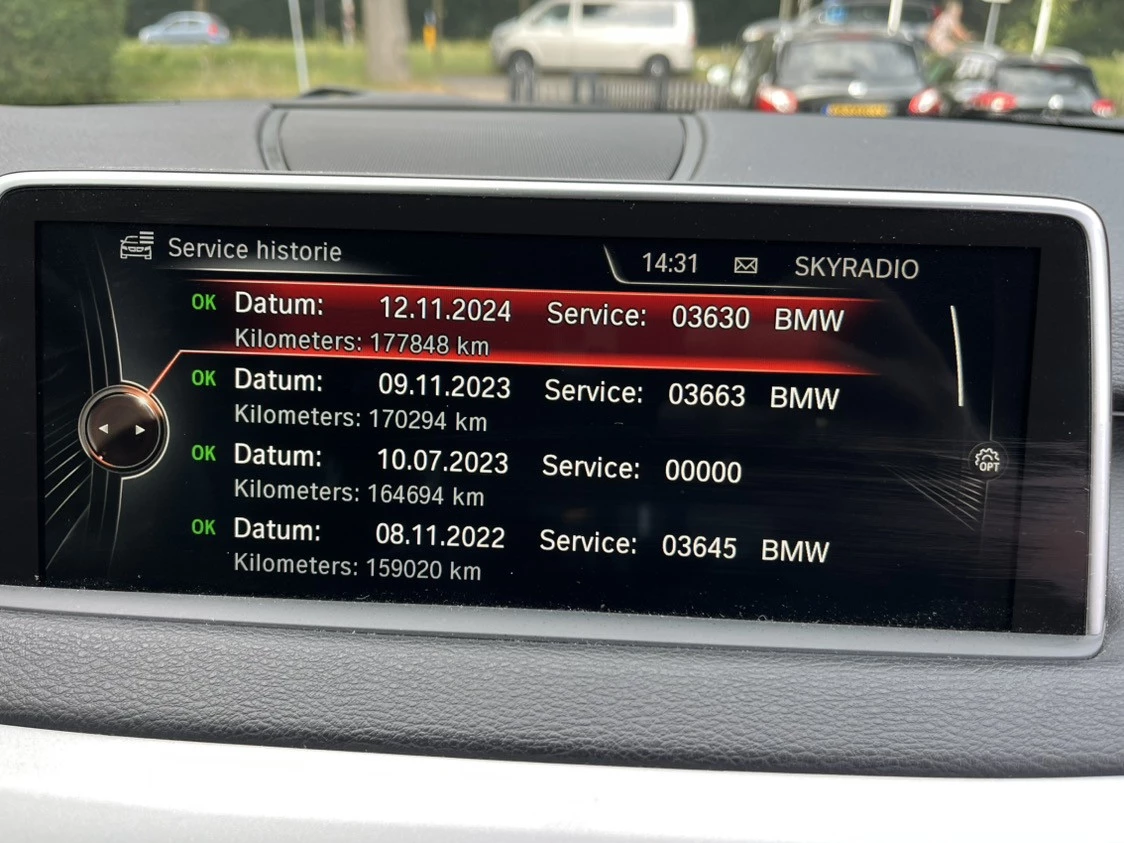 Service historie 14:31 SKYRADIO
OK Datum: 12.11.2024 Service: 03630 BMW
Kilometers: 177848 km
OK Datum: 09.11.2023 Service: 03663 BMW
Kilometers: 170294 km
OK Datum: 10.07.2023 Service: 00000
Kilometers: 164694 km
OPT
OK Datum: 08.11.2022 Service: 03645 BMW
Kilometers: 159020 km